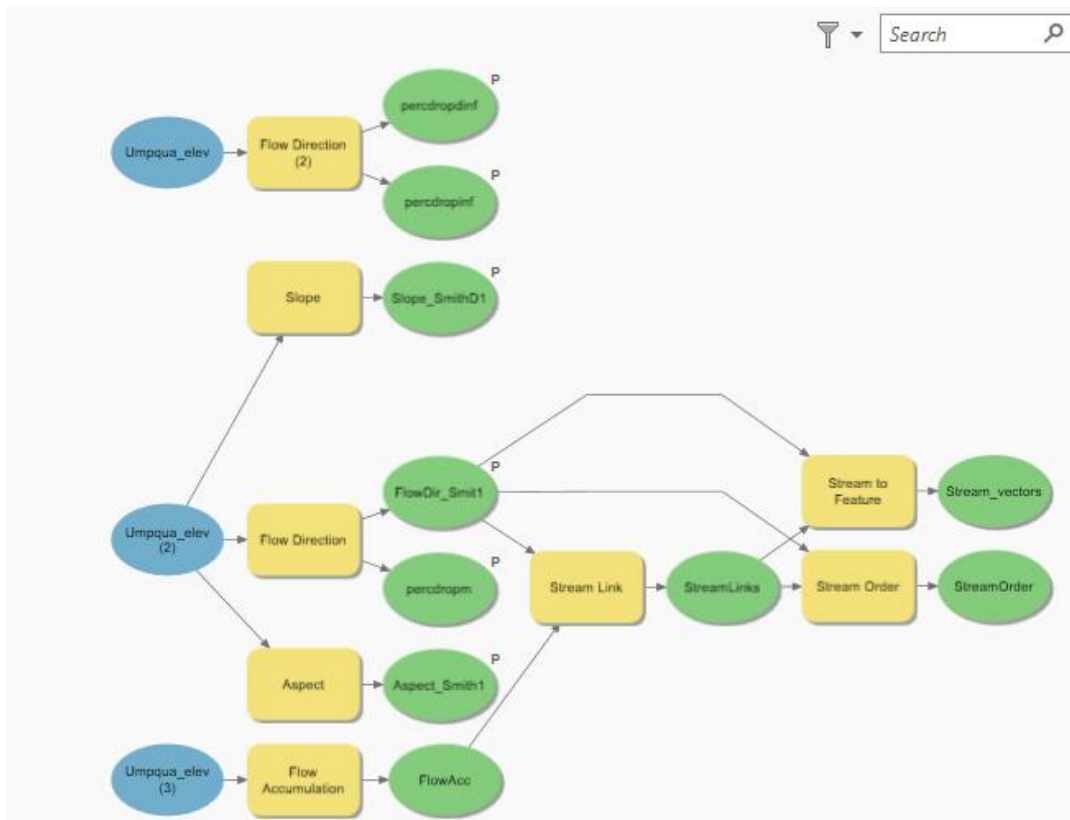 Search
P
percdropdinf
Umpqua_elev
Flow Direction
(2)
P
percdropinf
P
Slope
Slope_SmithD1
P
FlowDir_Smit1
Stream to
Feature
Stream_vectors
Umpqua_elev
(2)
Flow Direction
P
percdropm
Stream Link
StreamLinks
Stream Order
StreamOrder
P
Aspect
Aspect_Smith1
Umpqua_elev
(3)
Flow
Accumulation
FlowAcc